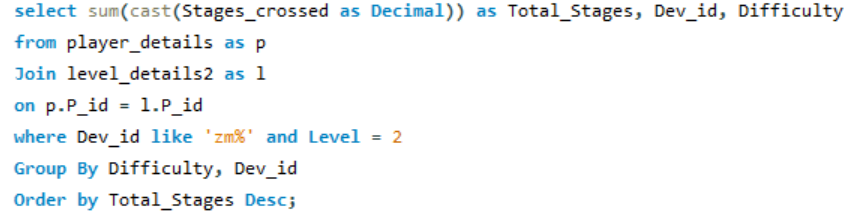 select sum(cast(Stages_crossed as Decimal)) as Total_Stages, Dev_id, Difficulty
from player_details as p
Join level_details2 as l
on p.P_id = l.P_id
where Dev_id like 'zm%' and Level = 2
Group By Difficulty, Dev_id
Order by Total_Stages Desc;